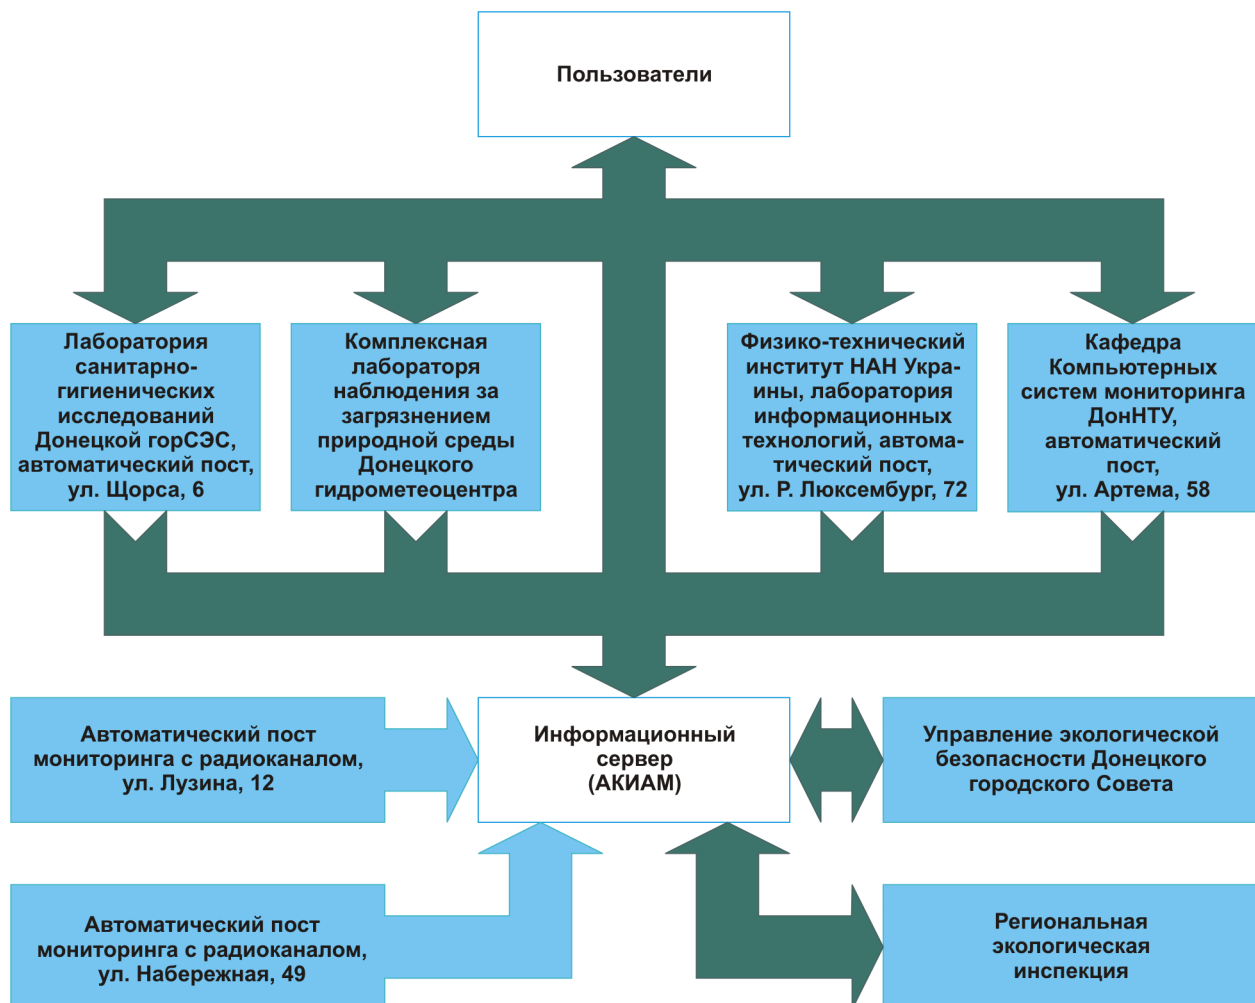 Пользователи
Лаборатория
санитарно-
гигиенических
исследований
Донецкой горСЭС,
автоматический пост,
ул. Щорса, 6
Комплексная
лабораторя
наблюдения за
загрязнением
природной среды
Донецкого
гидрометеоцентра
Физико-технический
институт НАН Укра-
ины, лаборатория
информационных
технологий, автома-
тический пост,
ул. Р. Люксембург, 72
Кафедра
Компьютерных
систем мониторинга
ДонНТУ,
автоматический
пост,
ул. Артема, 58
Автоматический пост
мониторинга с радиоканалом,
ул. Лузина, 12
Информационный
сервер
(АКИАМ)
Управление экологической
безопасности Донецкого
городского Совета
Автоматический пост
мониторинга с радиоканалом,
ул. Набережная, 49
Региональная
экологическая
инспекция